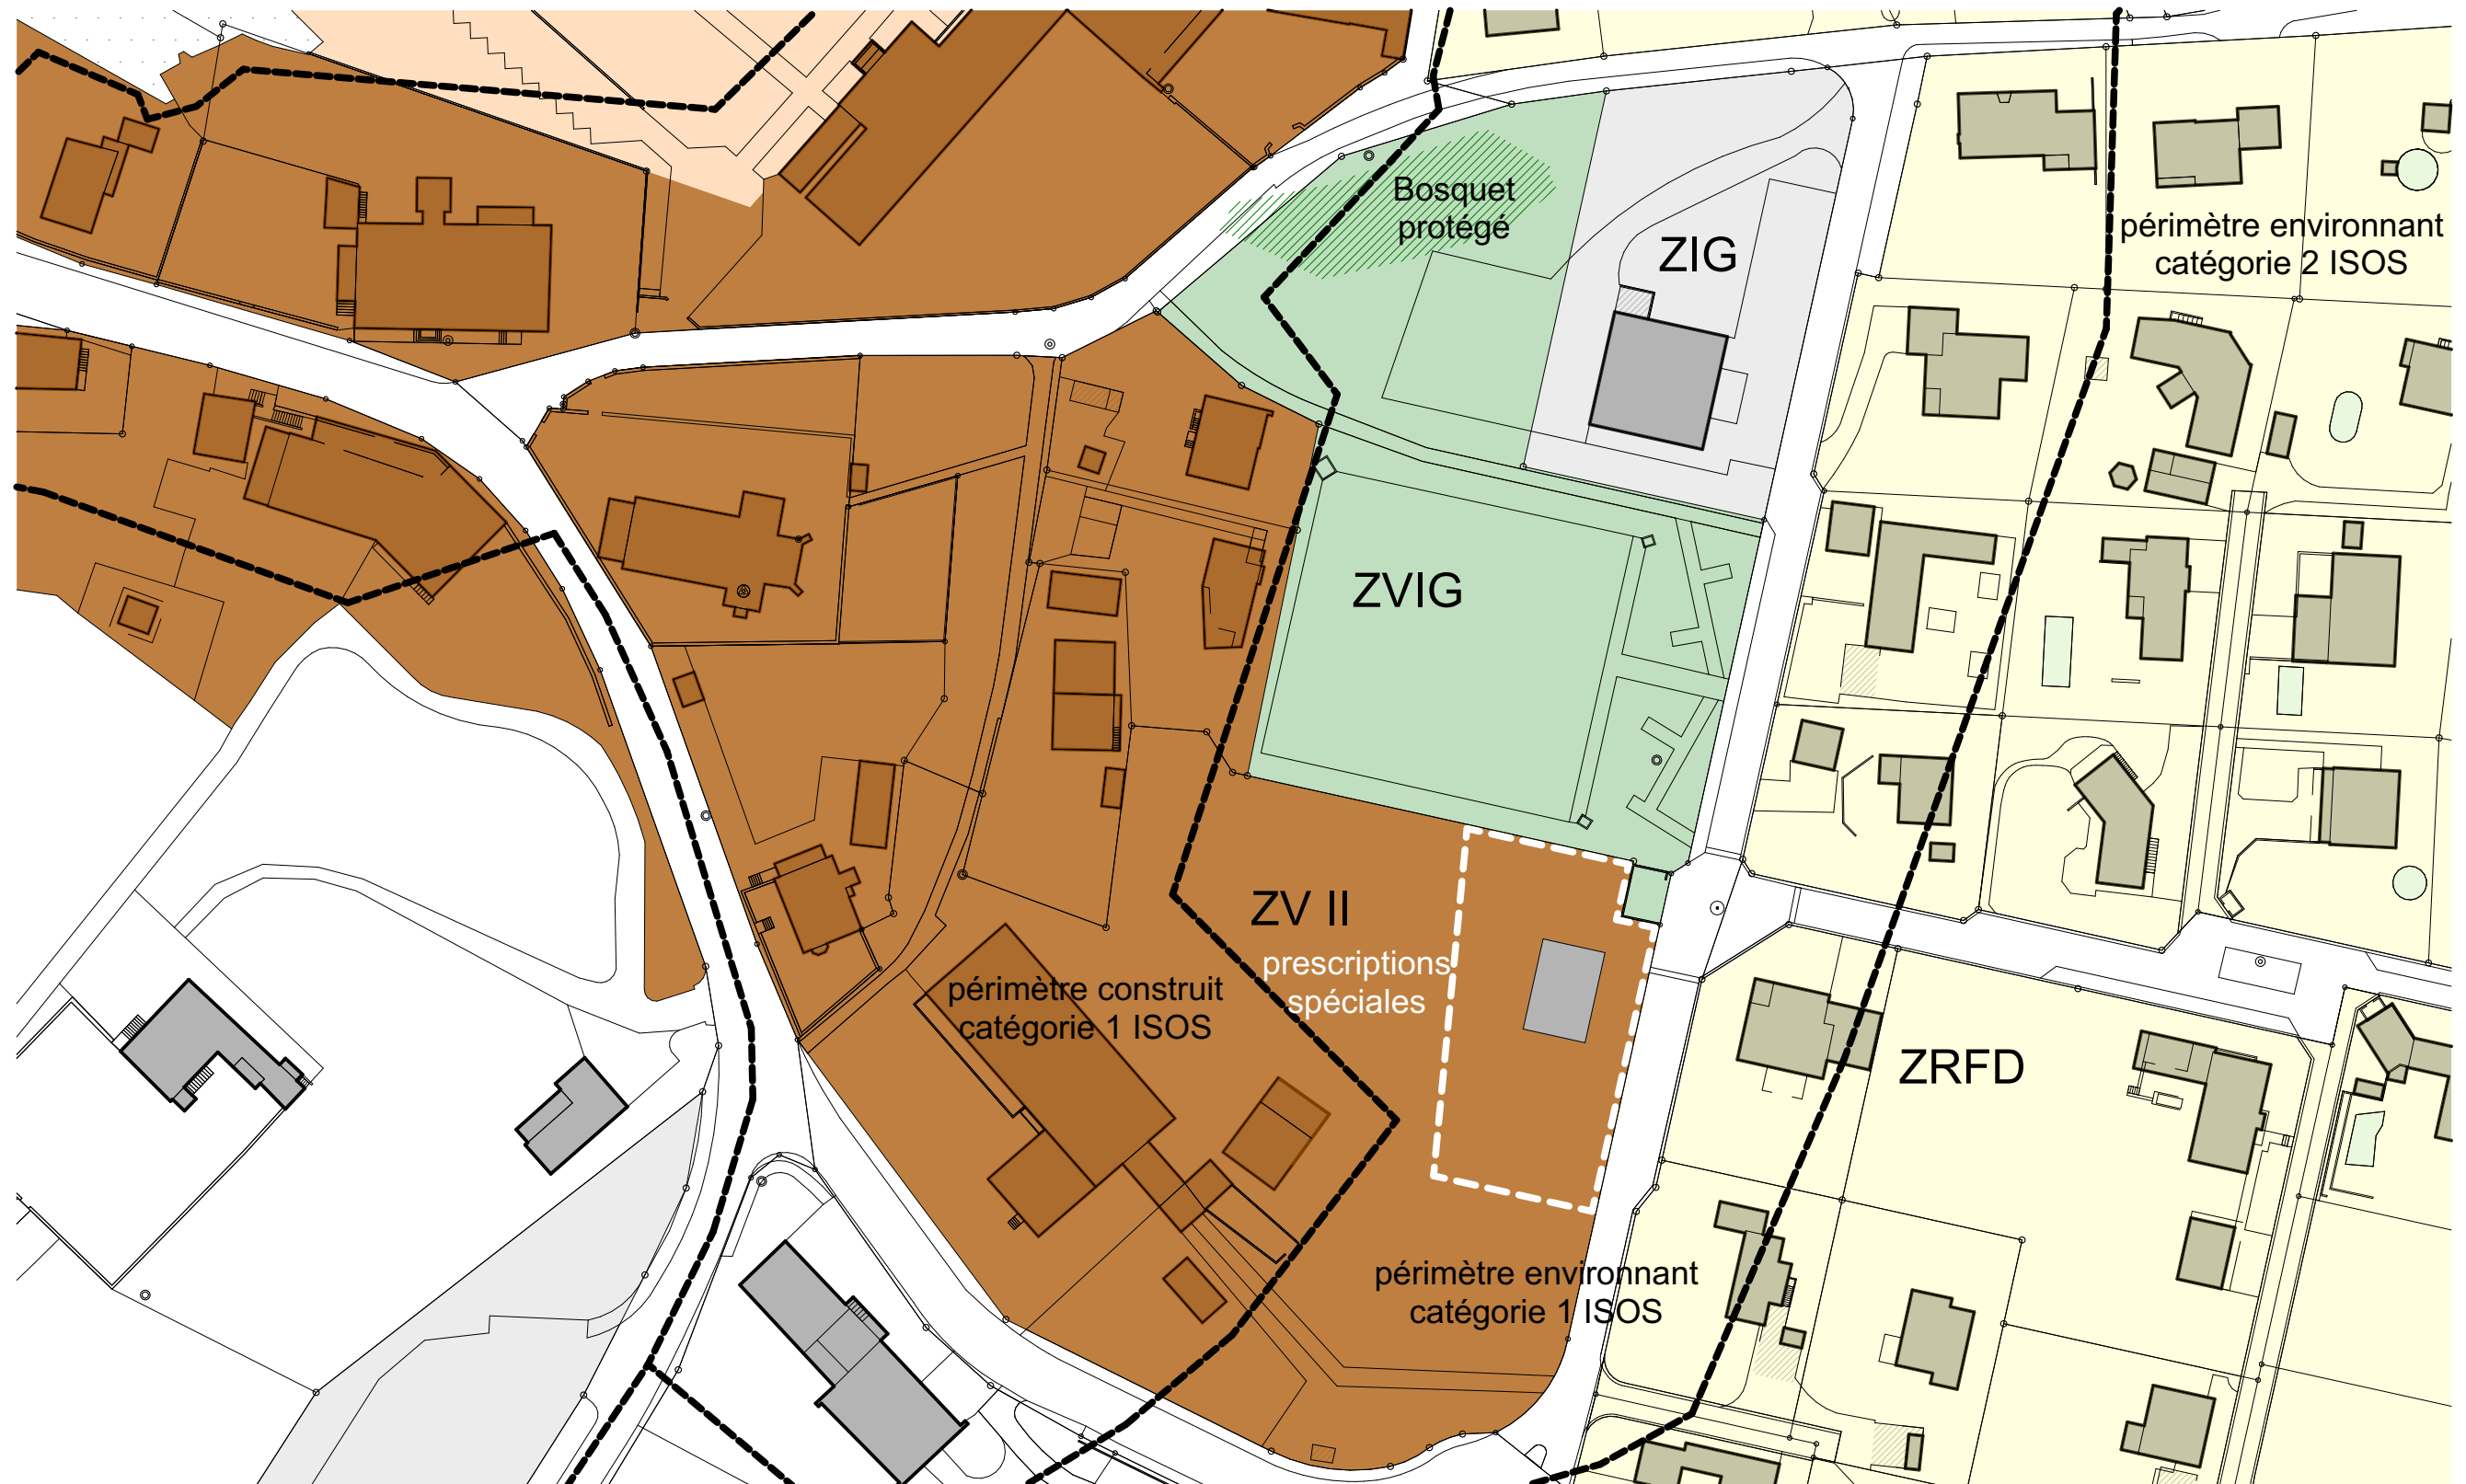 Bosquet
protégé
ZIG
périmètre environnant
catégorie 2 ISOS
ZVIG
ZV II
prescriptions
spéciales
périmètre construit
catégorie 1 ISOS
ZRFD
périmètre environnant
catégorie 1 ISOS